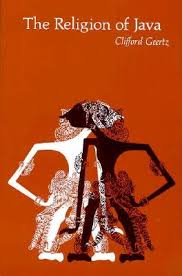 The Religion of Java
Clifford Geertz